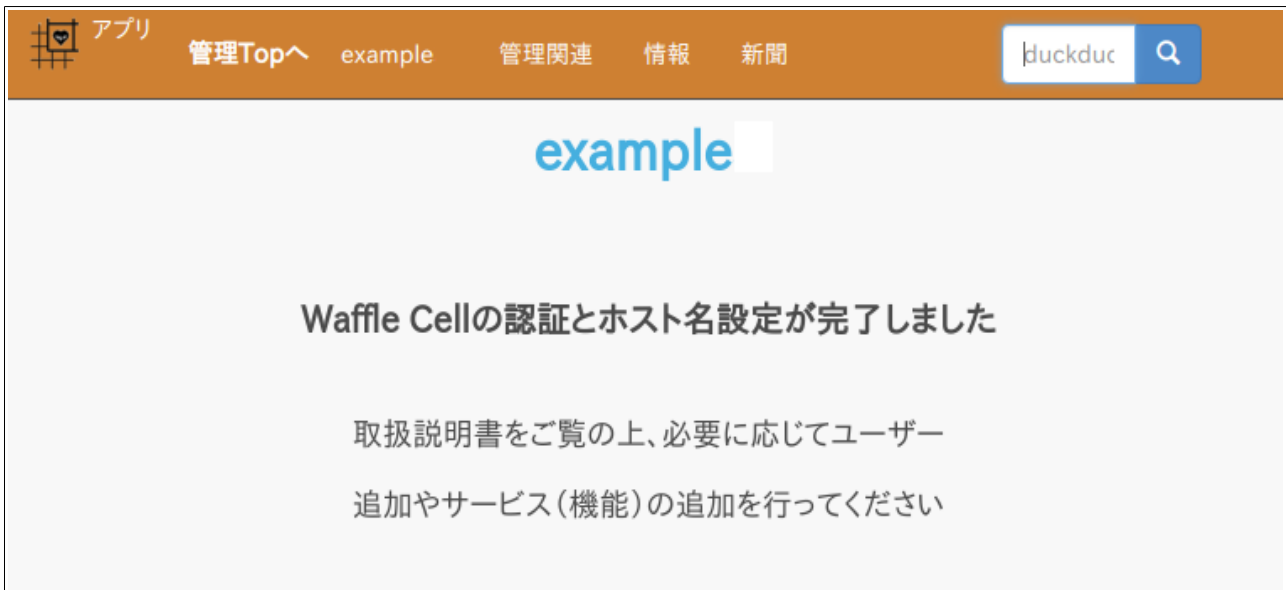 アプリ
管理Topへ example 管理関連 情報 新聞 duckduc
example
Waffle Cellの認証とホスト名設定が完了しました
取扱説明書をご覧の上、必要に応じてユーザー
追加やサービス(機能)の追加を行ってください